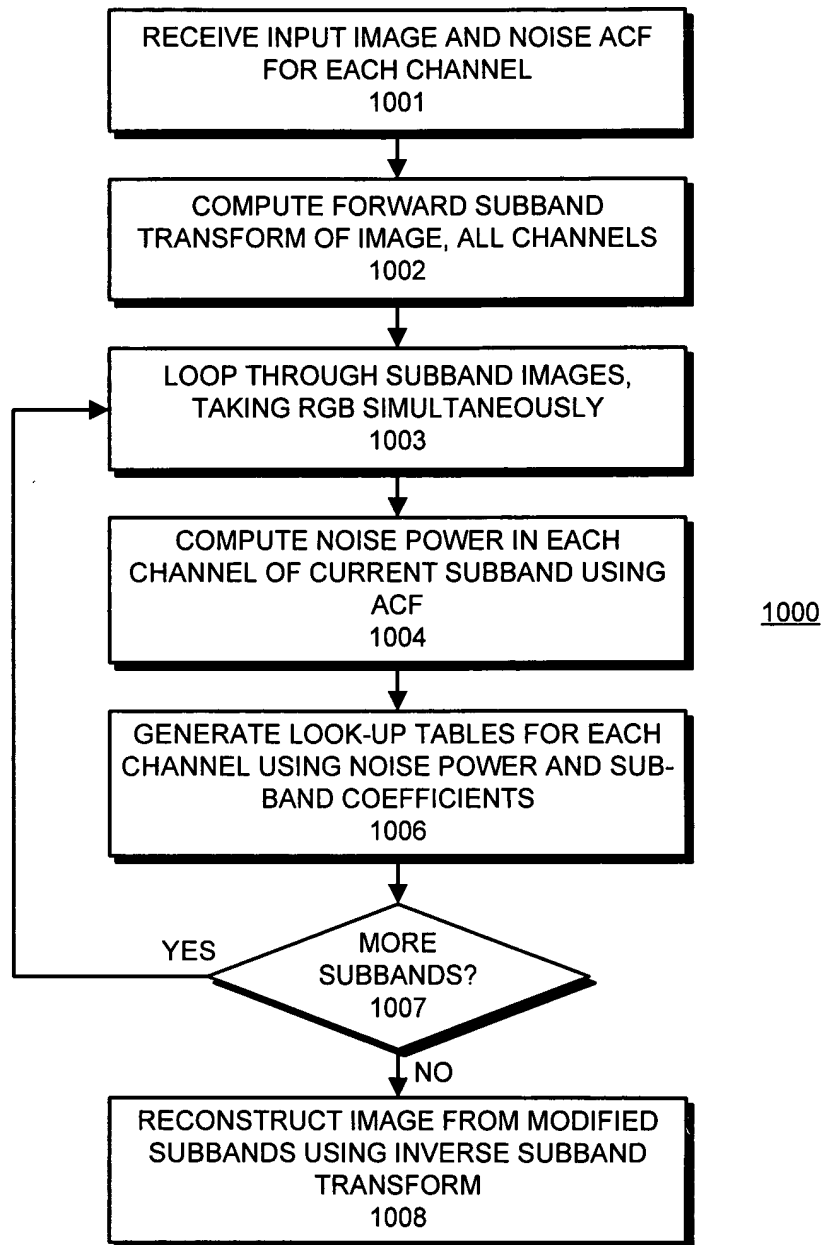 RECEIVE INPUT IMAGE AND NOISE ACF
FOR EACH CHANNEL
1001
COMPUTE FORWARD SUBBAND
TRANSFORM OF IMAGE, ALL CHANNELS
1002
LOOP THROUGH SUBBAND IMAGES,
TAKING RGB SIMULTANEOUSLY
1003
COMPUTE NOISE POWER IN EACH
CHANNEL OF CURRENT SUBBAND USING
ACF
1004
1000
GENERATE LOOK-UP TABLES FOR EACH
CHANNEL USING NOISE POWER AND SUB-
BAND COEFFICIENTS
1006
YES
MORE
SUBBANDS?
1007
NO
RECONSTRUCT IMAGE FROM MODIFIED
SUBBANDS USING INVERSE SUBBAND
TRANSFORM
1008